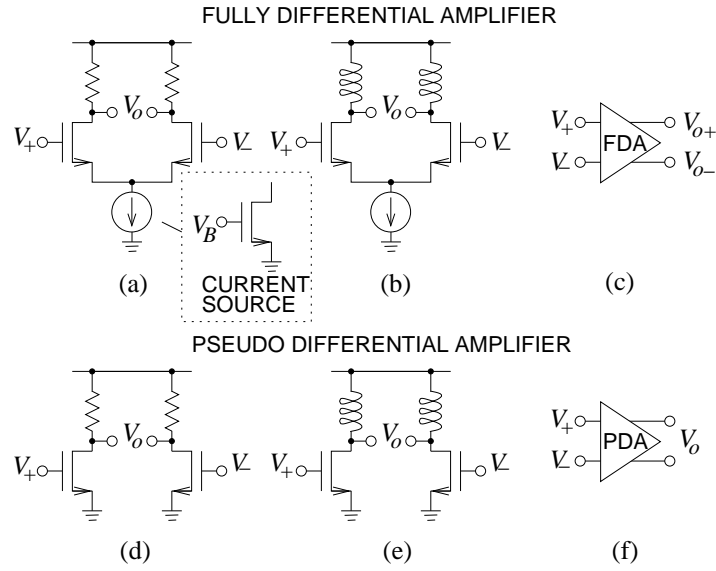 FULLY DIFFERENTIAL AMPLIFIER
V+ Vo V−
V+ Vo V−
V+ V− FDA Vo+ Vo−
VB
CURRENT
SOURCE
(a) (b) (c)
PSEUDO DIFFERENTIAL AMPLIFIER
V+ Vo V−
V+ Vo V−
V+ V− PDA Vo
(d) (e) (f)